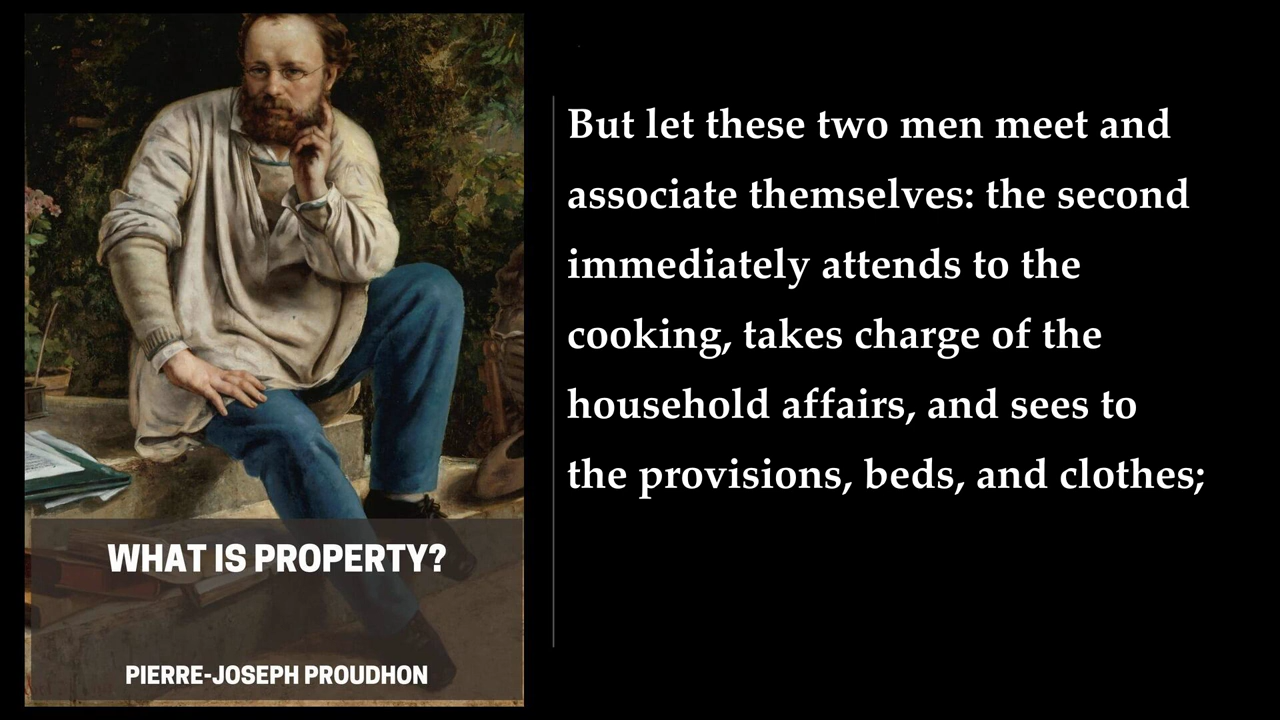 WHAT IS PROPERTY?
PIERRE-JOSEPH PROUDHON
But let these two men meet and
associate themselves: the second
immediately attends to the
cooking, takes charge of the
household affairs, and sees to
the provisions, beds, and clothes;